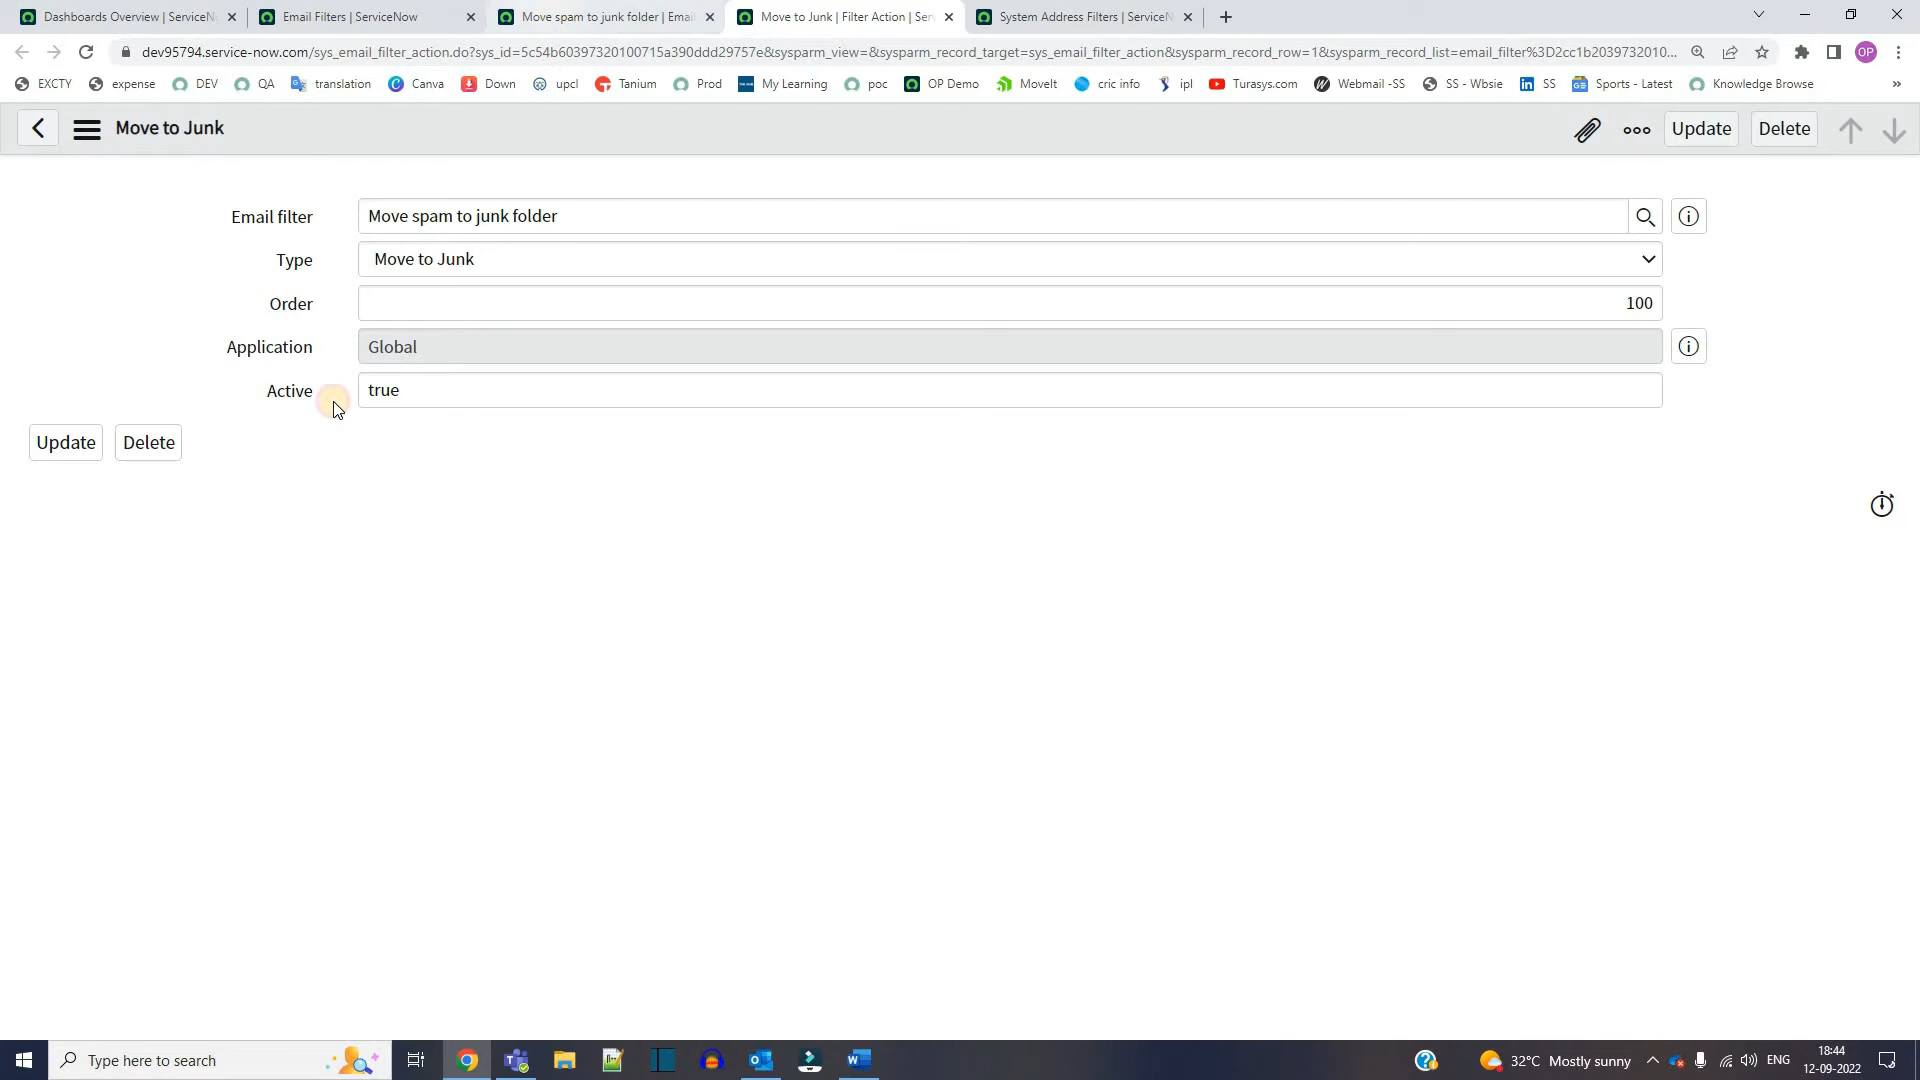 Dashboards Overview | ServiceN
Email Filters | ServiceNow
Move spam to junk folder | Emai
Move to Junk | Filter Action | Ser
System Address Filters | ServiceN
dev95794.service-now.com/sys_email_filter_action.do?sys_id=5c54b60397320100715a390ddd29757e&sysparm_view=&sysparm_record_target=sys_email_filter_action&sysparm_record_row=1&sysparm_record_list=email_filter%3D2cc1b2039732010...
OP
EXCTY expense DEV QA translation Canva Down upcl Tanium Prod My Learning poc OP Demo MoveIt cric info ipl Turasys.com Webmail -SS SS - Wbsie SS Sports - Latest Knowledge Browse »
Move to Junk
Update Delete
Email filter Move spam to junk folder
Type Move to Junk
Order 100
Application Global
Active true
Update Delete
Type here to search
32°C Mostly sunny
ENG
18:44
12-09-2022